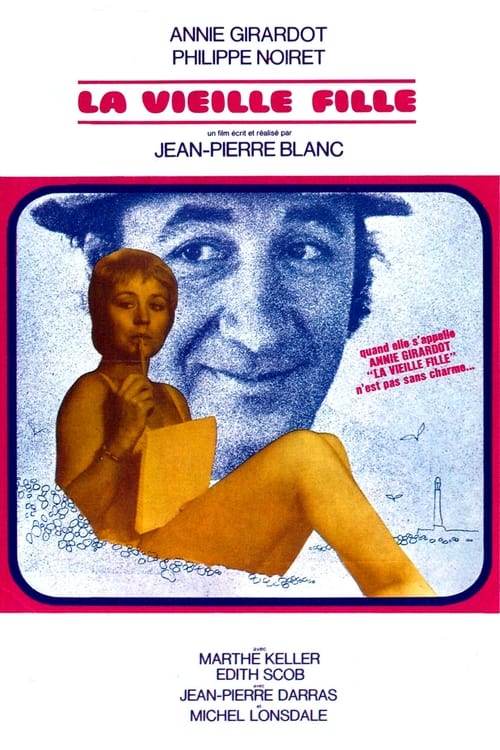 ANNIE GIRARDOT
PHILIPPE NOIRET
LA VIEILLE FILLE
un film écrit et réalisé par
JEAN-PIERRE BLANC
quand elle s'appelle
ANNIE GIRARDOT
"LA VIEILLE FILLE"
n'est pas sans charme...
avec
MARTHE KELLER
EDITH SCOB
avec
JEAN-PIERRE DARRAS
et
MICHEL LONSDALE